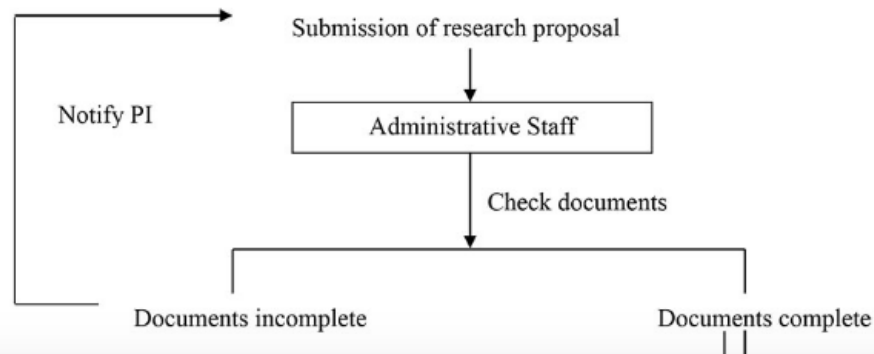 Submission of research proposal
Notify PI
Administrative Staff
Check documents
Documents incomplete
Documents complete